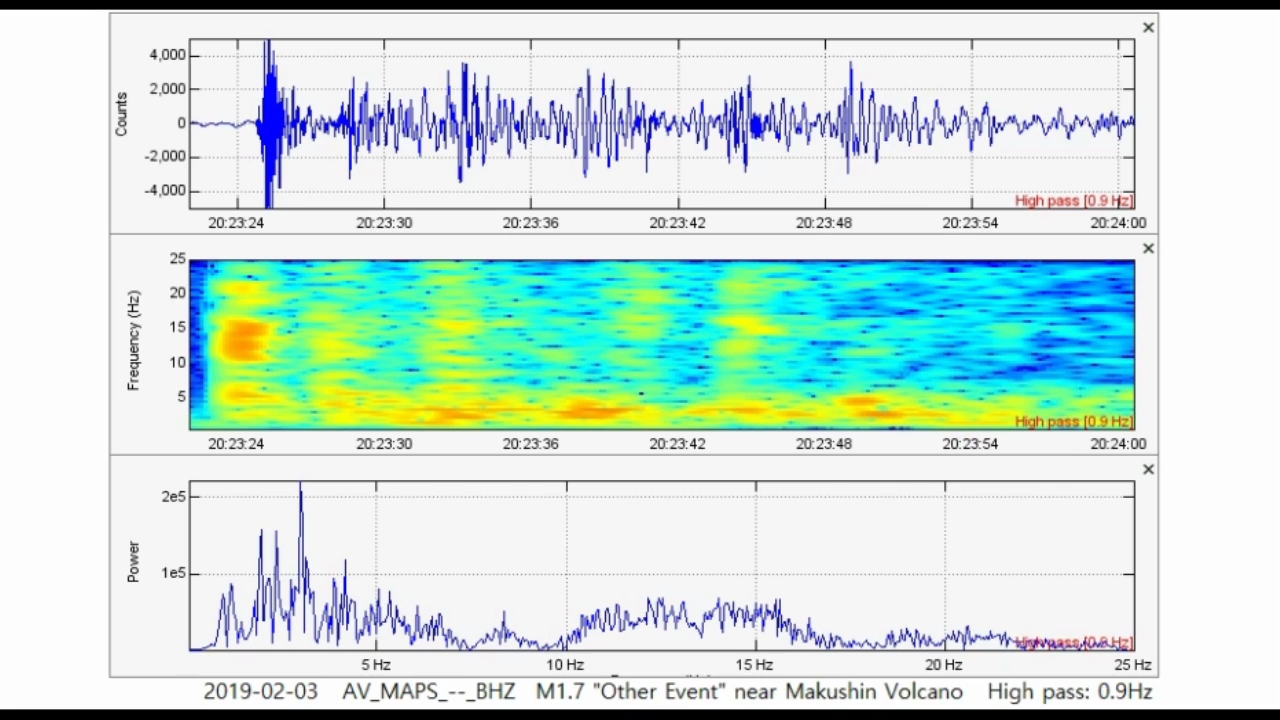 ×
Counts
4,000
2,000
0
-2,000
-4,000
High pass [0.9 Hz]
20:23:24 20:23:30 20:23:36 20:23:42 20:23:48 20:23:54 20:24:00
×
Frequency (Hz)
25
20
15
10
5
High pass [0.9 Hz]
20:23:24 20:23:30 20:23:36 20:23:42 20:23:48 20:23:54 20:24:00
×
Power
2e5
1e5
High pass [0.9 Hz]
5 Hz 10 Hz 15 Hz 20 Hz 25 Hz
2019-02-03 AV_MAPS_--_BHZ M1.7 "Other Event" near Makushin Volcano High pass: 0.9Hz